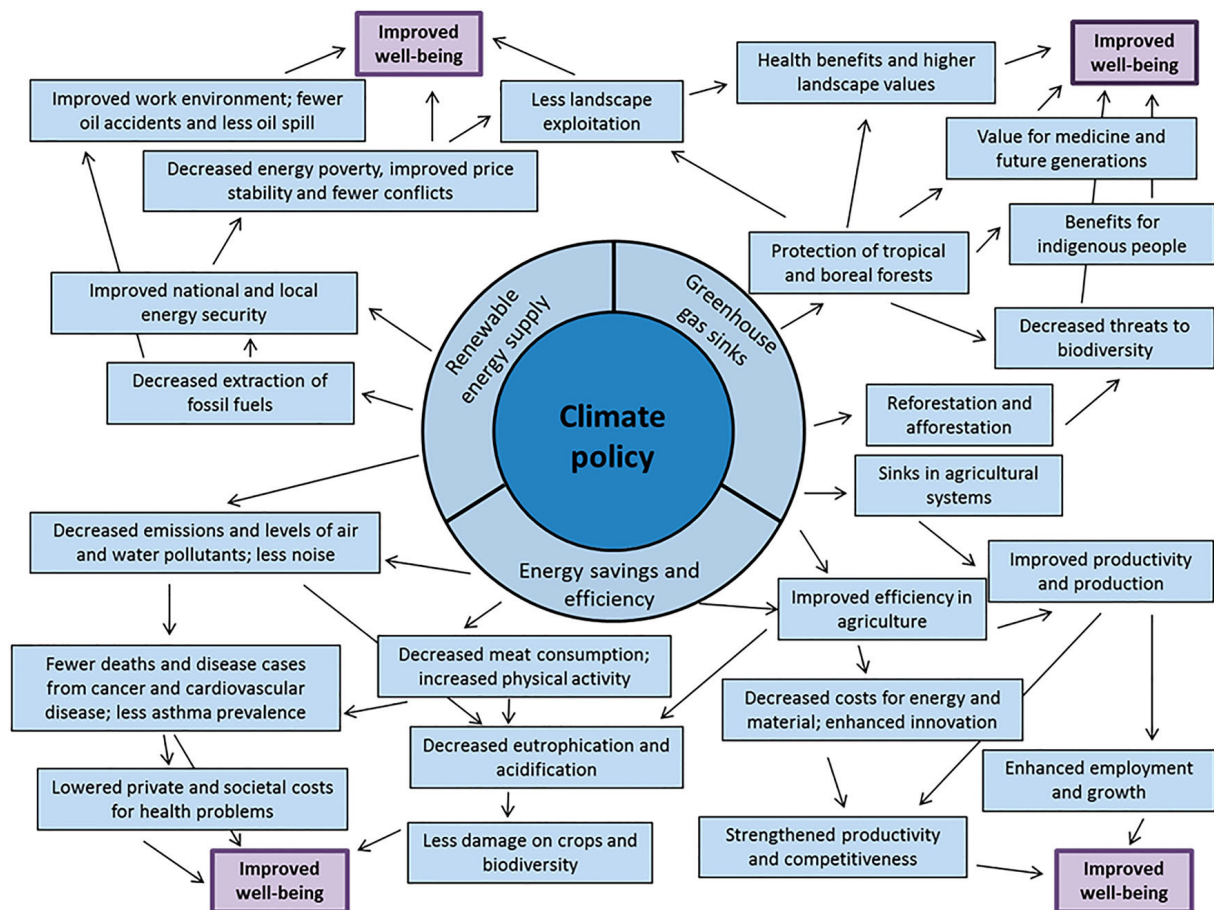 Improved
well-being
Improved
well-being
Health benefits and higher
landscape values
Improved work environment; fewer
oil accidents and less oil spill
Less landscape
exploitation
Value for medicine and
future generations
Decreased energy poverty, improved price
stability and fewer conflicts
Benefits for
indigenous people
Protection of tropical
and boreal forests
Improved national and local
energy security
Renewable
energy supply
Greenhouse
gas sinks
Decreased threats to
biodiversity
Decreased extraction of
fossil fuels
Climate
policy
Reforestation and
afforestation
Sinks in agricultural
systems
Decreased emissions and levels of air
and water pollutants; less noise
Energy savings and
efficiency
Improved productivity
and production
Improved efficiency in
agriculture
Fewer deaths and disease cases
from cancer and cardiovascular
disease; less asthma prevalence
Decreased meat consumption;
increased physical activity
Decreased costs for energy and
material; enhanced innovation
Decreased eutrophication and
acidification
Enhanced employment
and growth
Lowered private and societal costs
for health problems
Less damage on crops and
biodiversity
Strengthened productivity
and competitiveness
Improved
well-being
Improved
well-being